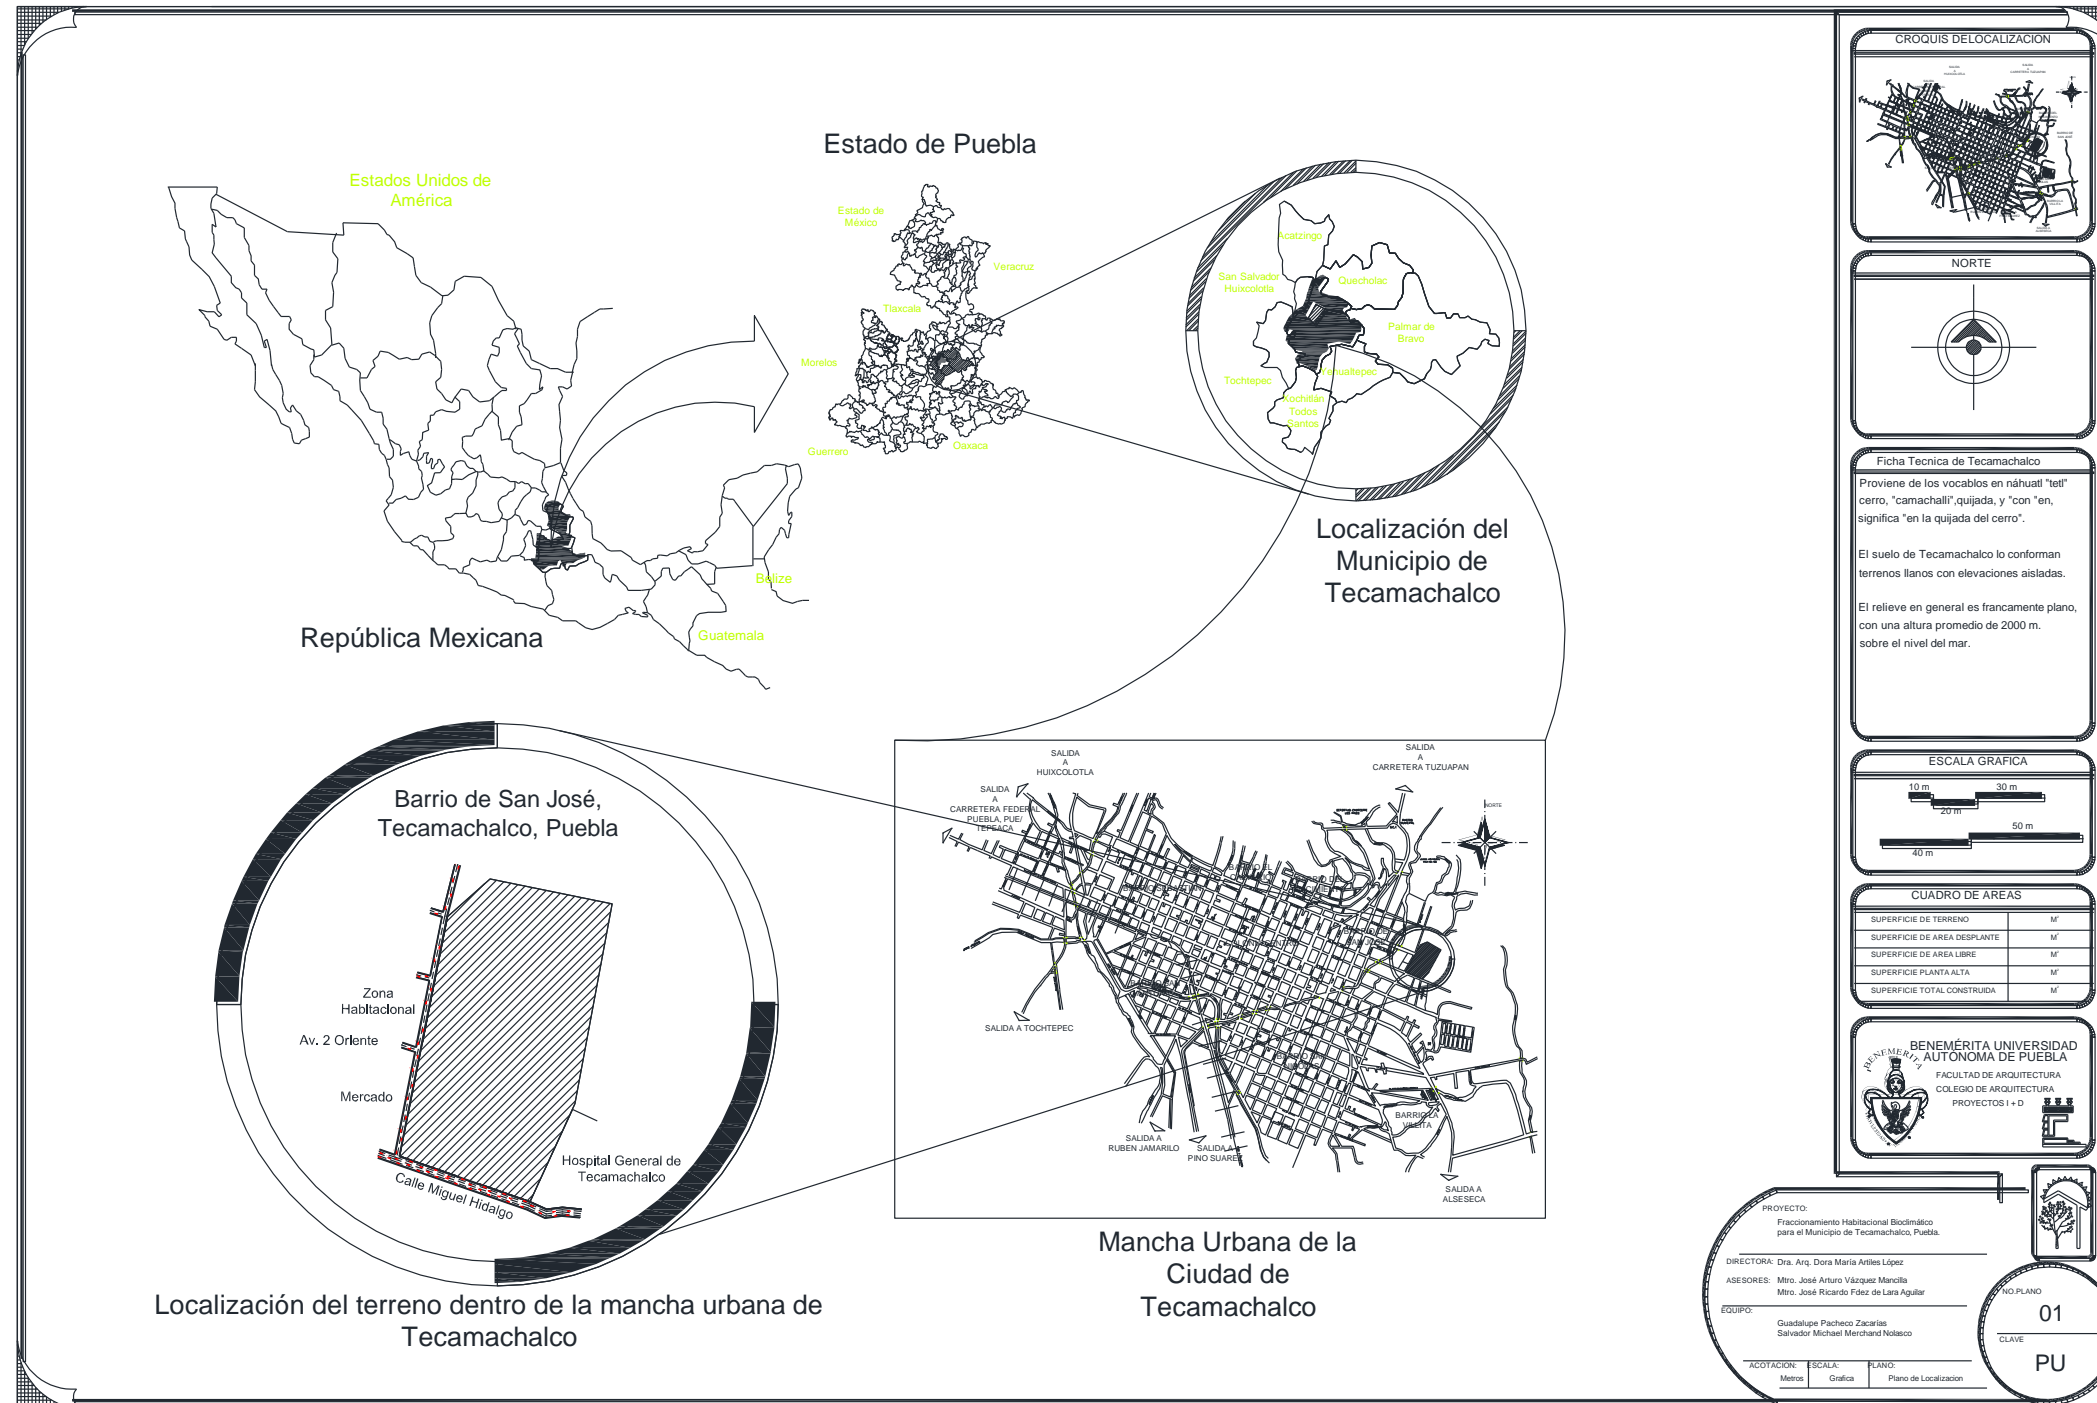 Estado de Puebla
Estados Unidos de
América
Estado de
México
Veracruz
Tlaxcala
Morelos
Guerrero
Oaxaca
Acatzingo
San Salvador
Huixcolotla
Quecholac
Palmar de
Bravo
Tochtepec
Yehualtepec
Xochitlán
Todos
Santos
Localización del
Municipio de
Tecamachalco
Belize
Guatemala
República Mexicana
Barrio de San José,
Tecamachalco, Puebla
Zona
Habitacional
Av. 2 Oriente
Mercado
Hospital General de
Tecamachalco
Calle Miguel Hidalgo
Localización del terreno dentro de la mancha urbana de
Tecamachalco
SALIDA
A
HUIXCOLOTLA
SALIDA
A
CARRETERA TUZUAPAN
SALIDA
A
CARRETERA FEDERAL
PUEBLA, PUE/
TEPEACA
NORTE
SALIDA A TOCHTEPEC
SALIDA A
RUBEN JAMARILO
SALIDA A
PINO SUAREZ
BARRIO LA
VILLITA
SALIDA A
ALSESECA
Mancha Urbana de la
Ciudad de
Tecamachalco
CROQUIS DELOCALIZACION
NORTE
Ficha Tecnica de Tecamachalco
Proviene de los vocablos en náhuatl "tetl"
cerro, "camachalli",quijada, y "con "en,
significa "en la quijada del cerro".
El suelo de Tecamachalco lo conforman
terrenos llanos con elevaciones aisladas.
El relieve en general es francamente plano,
con una altura promedio de 2000 m.
sobre el nivel del mar.
ESCALA GRAFICA
10 m 30 m
20 m
50 m
40 m
CUADRO DE AREAS
SUPERFICIE DE TERRENO M²
SUPERFICIE DE AREA DESPLANTE M²
SUPERFICIE DE AREA LIBRE M²
SUPERFICIE PLANTA ALTA M²
SUPERFICIE TOTAL CONSTRUIDA M²
BENEMÉRITA UNIVERSIDAD
AUTÓNOMA DE PUEBLA
FACULTAD DE ARQUITECTURA
COLEGIO DE ARQUITECTURA
PROYECTOS I + D
BENEMERITA
PROYECTO:
Fraccionamiento Habitacional Bioclimático
para el Municipio de Tecamachalco, Puebla.
DIRECTORA: Dra. Arq. Dora María Artiles López
ASESORES: Mtro. José Arturo Vázquez Mancilla
Mtro. José Ricardo Fdez de Lara Aguilar
EQUIPO:
Guadalupe Pacheco Zacarías
Salvador Michael Merchand Nolasco
ACOTACION: ESCALA: PLANO:
Metros Grafica Plano de Localizacion
NO.PLANO
01
CLAVE
PU